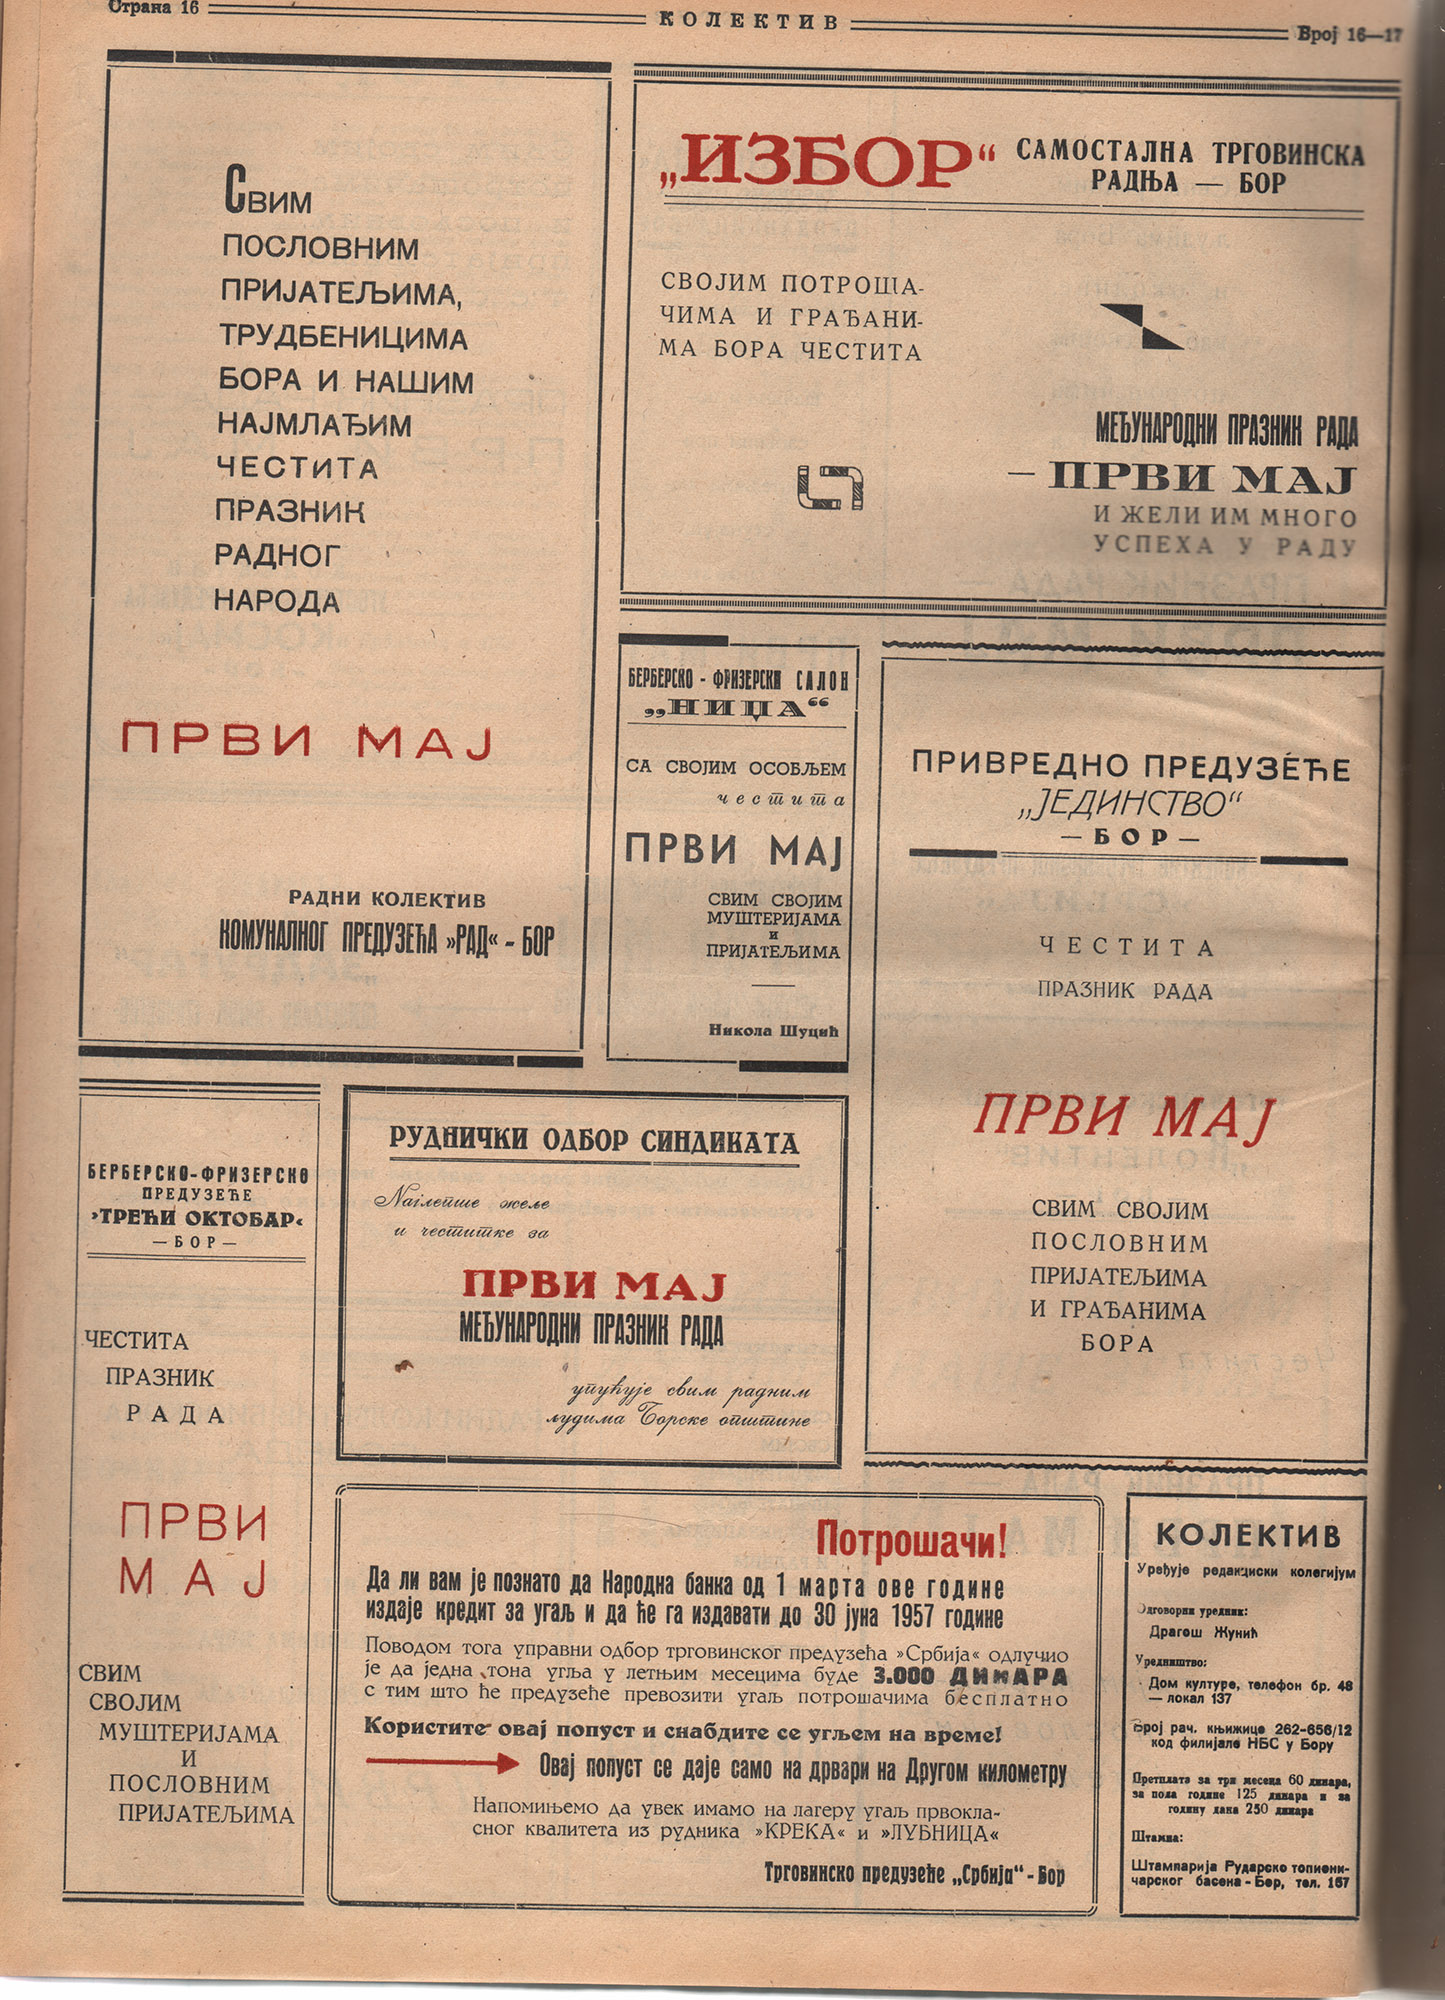 Страна 16
КОЛЕКТИВ
Број 16—17
Свим
пословним
пријатељима,
трудбеницима
Бора и нашим
најмлађим
честита
празник
радног
народа
ПРВИ МАЈ
РАДНИ КОЛЕКТИВ
КОМУНАЛНОГ ПРЕДУЗЕЋА »РАД« - БОР
„ИЗБОР“ САМОСТАЛНА ТРГОВИНСКА
РАДЊА — БОР
СВОЈИМ ПОТРОША-
ЧИМА И ГРАЂАНИ-
МА БОРА ЧЕСТИТА
МЕЂУНАРОДНИ ПРАЗНИК РАДА
— ПРВИ МАЈ
И ЖЕЛИ ИМ МНОГО
УСПЕХА У РАДУ
БЕРБЕРСКО - ФРИЗЕРСКИ САЛОН
„НИЏА“
СА СВОЈИМ ОСОБЉЕМ
честита
ПРВИ МАЈ
СВИМ СВОЈИМ
МУШТЕРИЈАМА
и
ПРИЈАТЕЉИМА
Никола Шуцић
ПРИВРЕДНО ПРЕДУЗЕЋЕ
„ЈЕДИНСТВО“
— БОР —
ЧЕСТИТА
ПРАЗНИК РАДА
ПРВИ МАЈ
СВИМ СВОЈИМ
ПОСЛОВНИМ
ПРИЈАТЕЉИМА
И ГРАЂАНИМА
БОРА
БЕРБЕРСКО-ФРИЗЕРСКО
ПРЕДУЗЕЋЕ
»ТРЕЋИ ОКТОБАР«
— БОР —
ЧЕСТИТА
ПРАЗНИК
РАДА
ПРВИ
МАЈ
СВИМ
СВОЈИМ
МУШТЕРИЈАМА
И
ПОСЛОВНИМ
ПРИЈАТЕЉИМА
РУДНИЧКИ ОДБОР СИНДИКАТА
Најлепше жеље
и честитке за
ПРВИ МАЈ
МЕЂУНАРОДНИ ПРАЗНИК РАДА
упућује свим радним
људима Борске општине
Потрошачи!
Да ли вам је познато да Народна банка од 1 марта ове године
издаје кредит за угаљ и да ће га издавати до 30 јуна 1957 године
Поводом тога управни одбор трговинског предузећа »Србија« одлучио
је да једна тона угља у летњим месецима буде 3.000 ДИНАРА
с тим што ће предузеће превозити угаљ потрошачима бесплатно
Користите овај попуст и снабдите се угљем на време!
Овај попуст се даје само на дрвари на Другом километру
Напомињемо да увек имамо на лагеру угаљ првокла-
сног квалитета из рудника »КРЕКА« и »ЛУБНИЦА«
Трговинско предузеће „Србија“ - Бор
КОЛЕКТИВ
Уређује редакциски колегијум
Одговорни уредник:
Драгош Жунић
Уредништво:
Дом културе, телефон бр. 48
— локал 137
Број рач. књижице 262-656/12
код филијале НБС у Бору
Претплата за три месеца 60 динара,
за пола године 125 динара и за
годину дана 250 динара
Штампа:
Штампарија Рударско топиони-
чарског басена - Бор, тел. 167